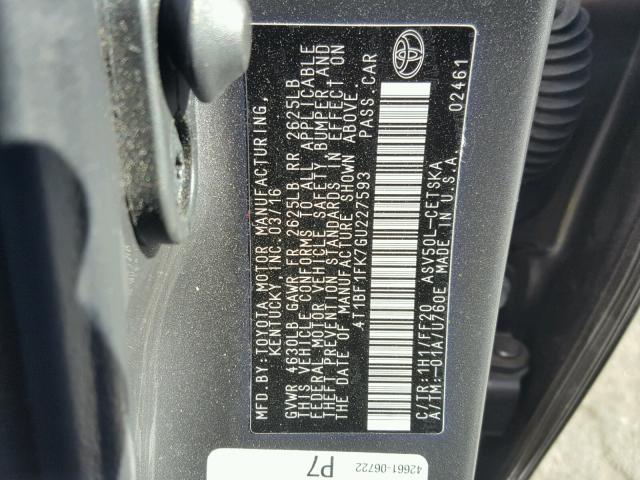 MFD.BY:TOYOTA MOTOR MANUFACTURING,
KENTUCKY INC. 03/16
GVWR 4630LB GAWR FR 2625LB RR 2625LB
THIS VEHICLE CONFORMS TO ALL APPLICABLE
FEDERAL MOTOR VEHICLE SAFETY, BUMPER AND
THEFT PREVENTION STANDARDS IN EFFECT ON
THE DATE OF MANUFACTURE SHOWN ABOVE.
4T1BF1FK7GU227593 PASS.CAR
C/TR:1H1/FF20 ASV50L-CETSKA
A/TM:-01A/U760E MADE IN U.S.A.
02461
42661-06722
P7